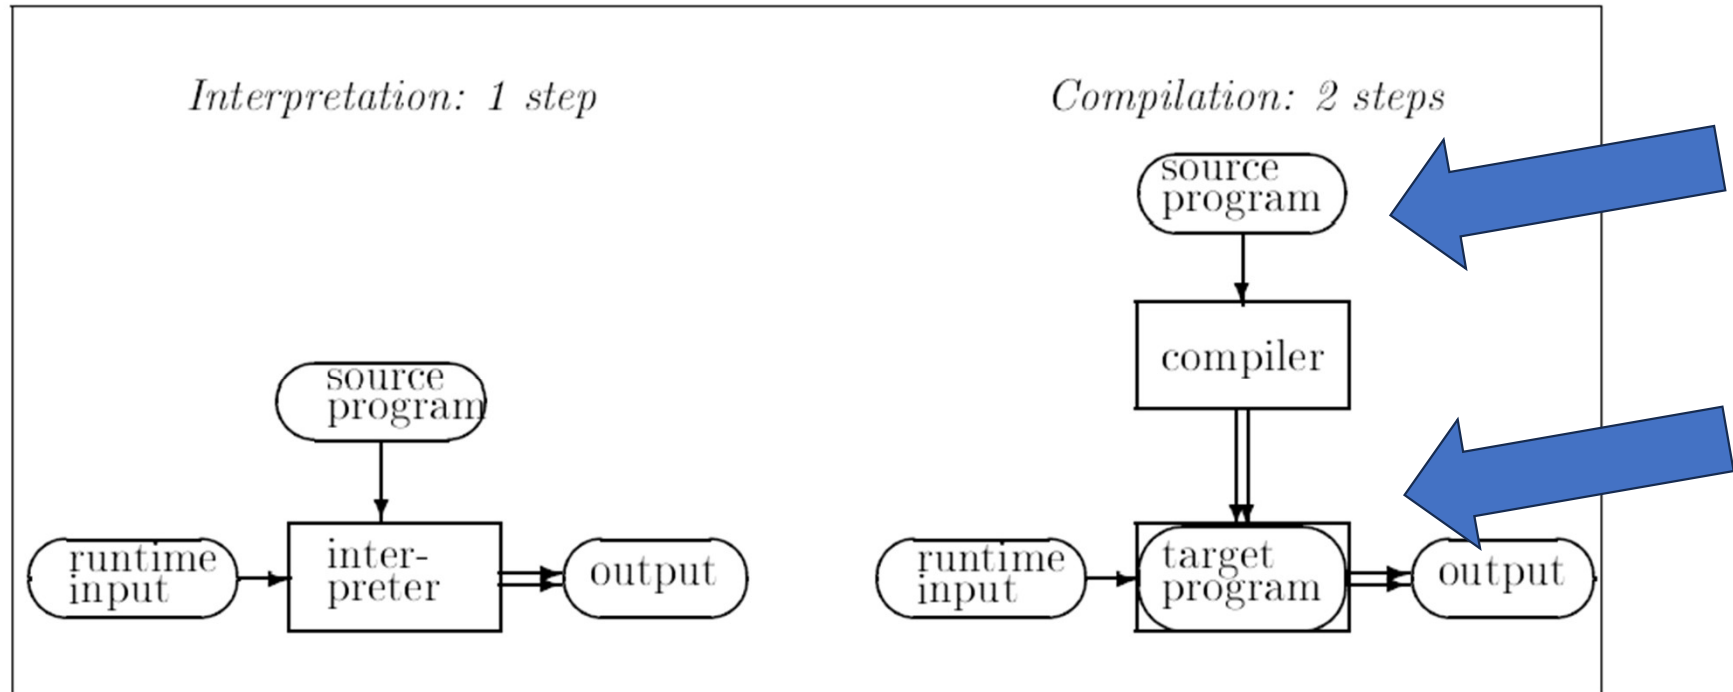 Interpretation: 1 step
source
program
runtime
input
inter-
preter
output
Compilation: 2 steps
source
program
compiler
runtime
input
target
program
output